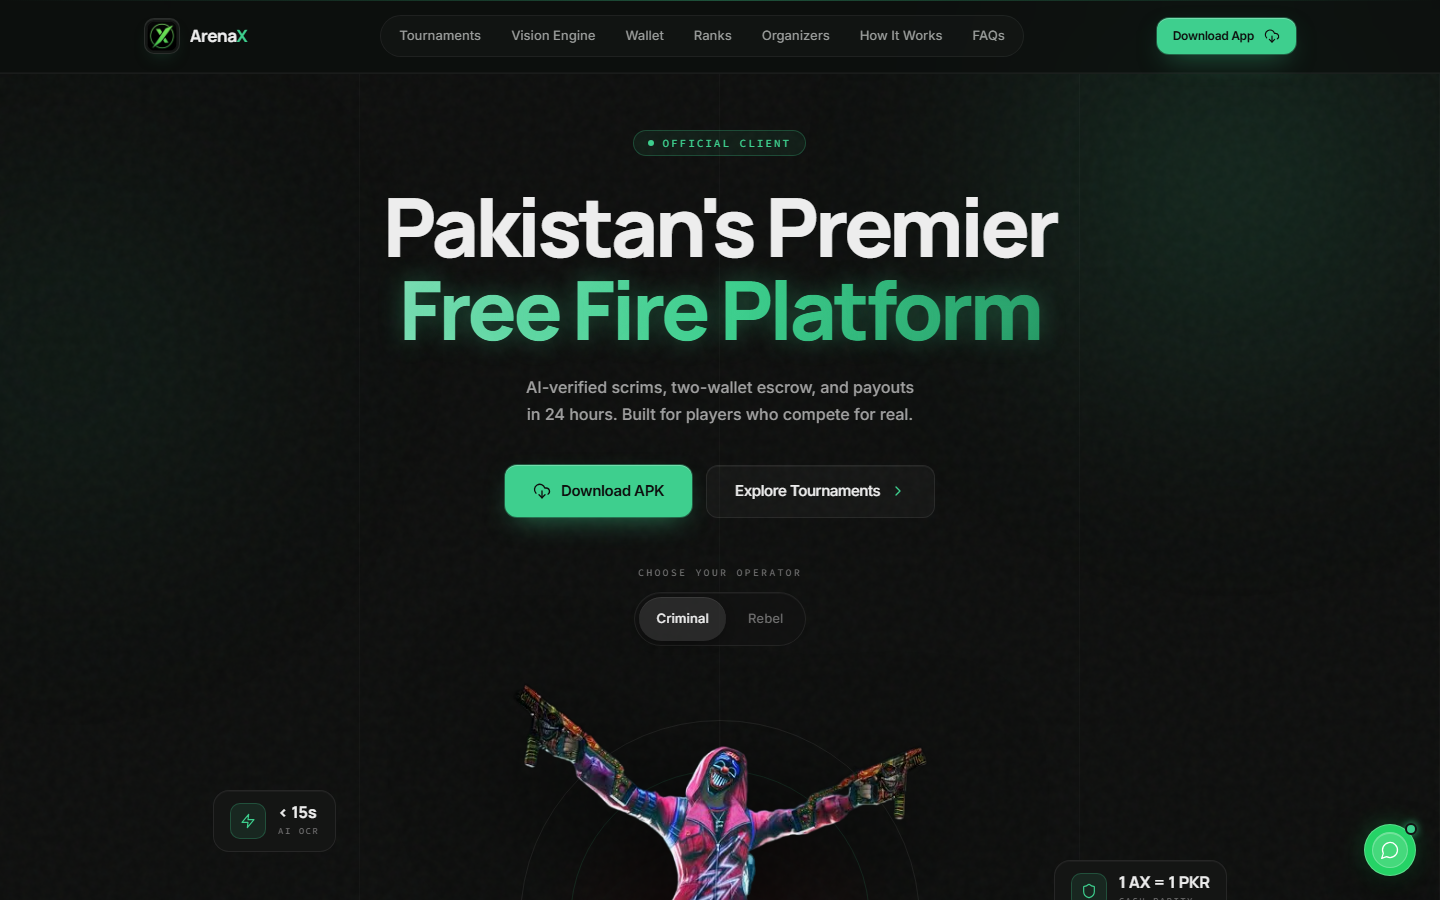 ArenaX
Tournaments
Vision Engine
Wallet
Ranks
Organizers
How It Works
FAQs
Download App
OFFICIAL CLIENT
Pakistan's Premier
Free Fire Platform
AI-verified scrims, two-wallet escrow, and payouts
in 24 hours. Built for players who compete for real.
Download APK
Explore Tournaments
CHOOSE YOUR OPERATOR
Criminal
Rebel
< 15s
AI OCR
1 AX = 1 PKR